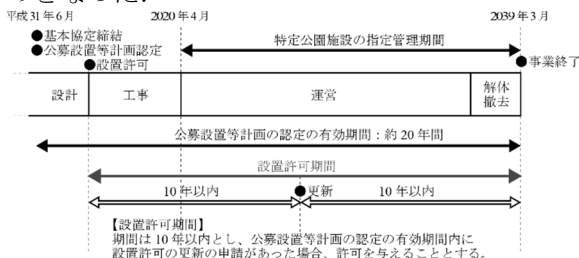 平成31年6月 2020年4月 2039年3月
●基本協定締結 特定公園施設の指定管理期間
●公募設置等計画認定
●設置許可 ●事業終了
設計 工事 運営 解体
撤去
公募設置等計画の認定の有効期間：約20年間
設置許可期間
10年以内 ●更新 10年以内
【設置許可期間】
期間は10年以内とし、公募設置等計画の認定の有効期間内に
設置許可の更新の申請があった場合、許可を与えることとする。